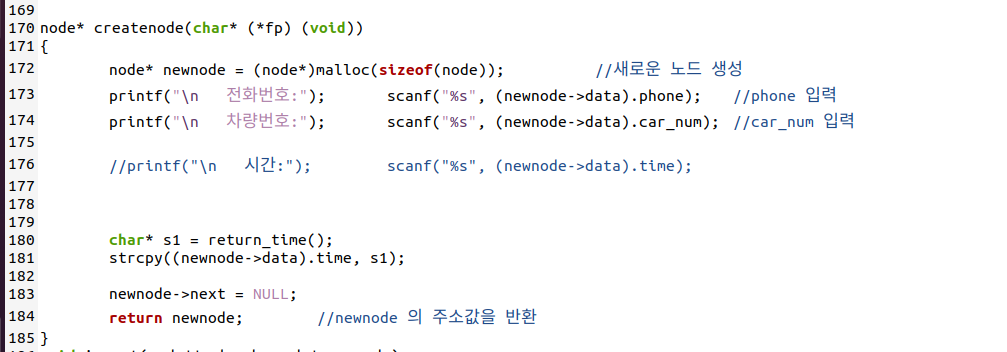 169
170 node* createnode(char* (*fp) (void))
171 {
172 node* newnode = (node*)malloc(sizeof(node)); //새로운 노드 생성
173 printf("\n 전화번호:"); scanf("%s", (newnode->data).phone); //phone 입력
174 printf("\n 차량번호:"); scanf("%s", (newnode->data).car_num); //car_num 입력
175
176 //printf("\n 시간:"); scanf("%s", (newnode->data).time);
177
178
179
180 char* s1 = return_time();
181 strcpy((newnode->data).time, s1);
182
183 newnode->next = NULL;
184 return newnode; //newnode 의 주소값을 반환
185 }